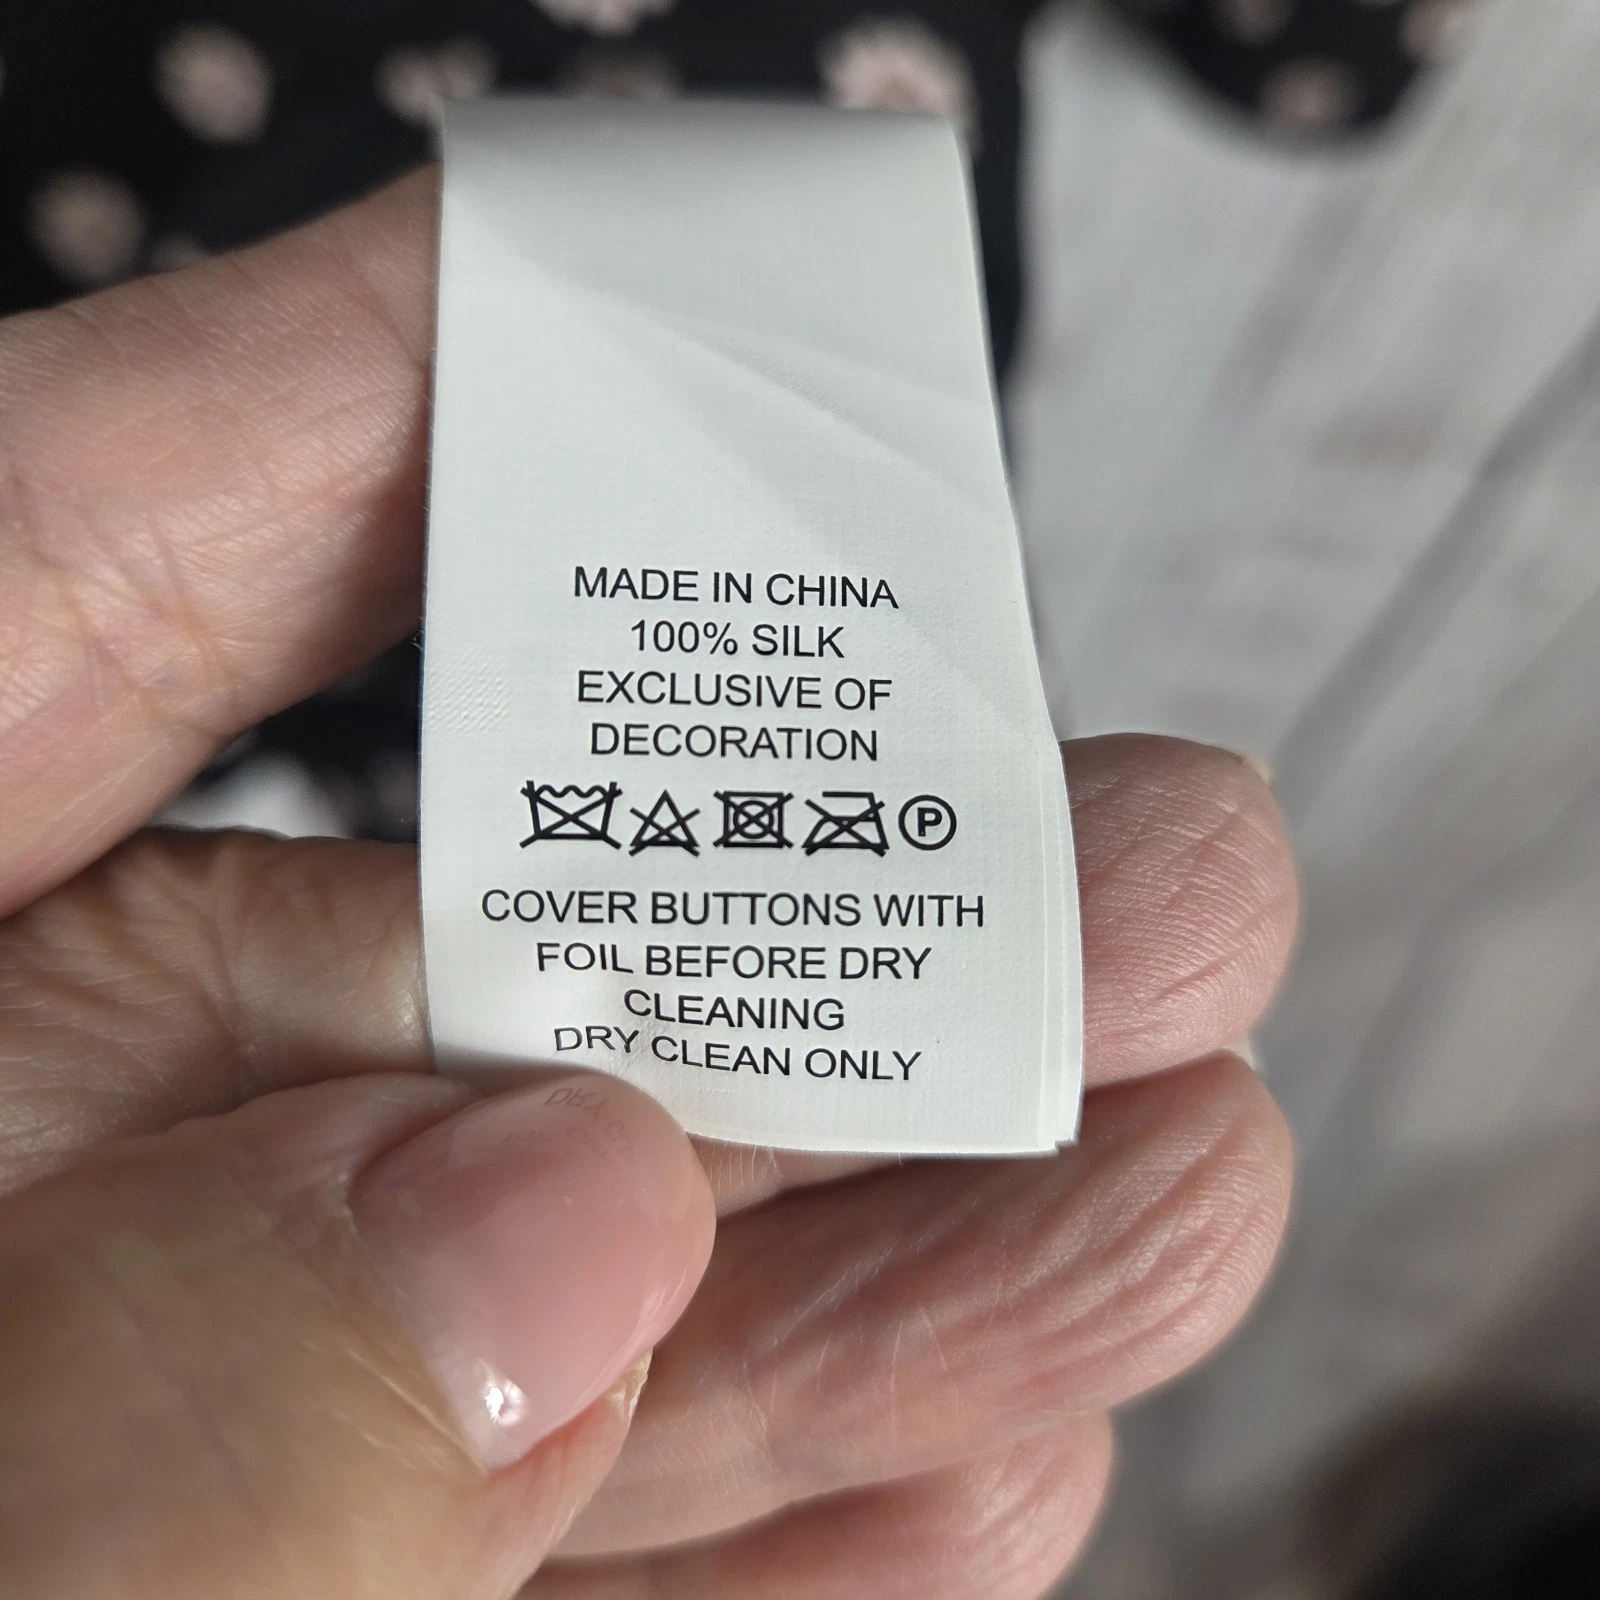 MADE IN CHINA
100% SILK
EXCLUSIVE OF
DECORATION
P
COVER BUTTONS WITH
FOIL BEFORE DRY
CLEANING
DRY CLEAN ONLY